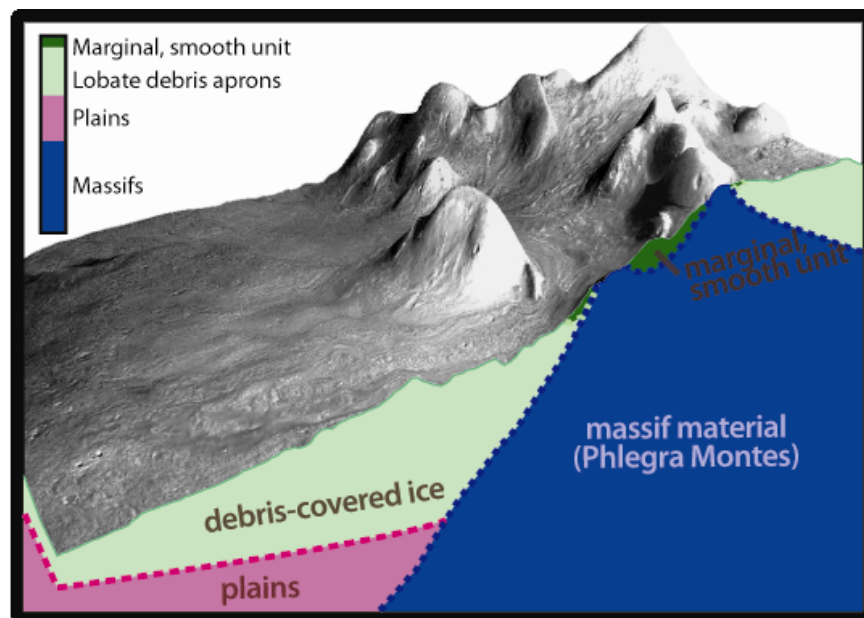 Marginal, smooth unit
Lobate debris aprons
Plains
Massifs
marginal,
smooth unit
massif material
(Phlegra Montes)
debris-covered ice
plains